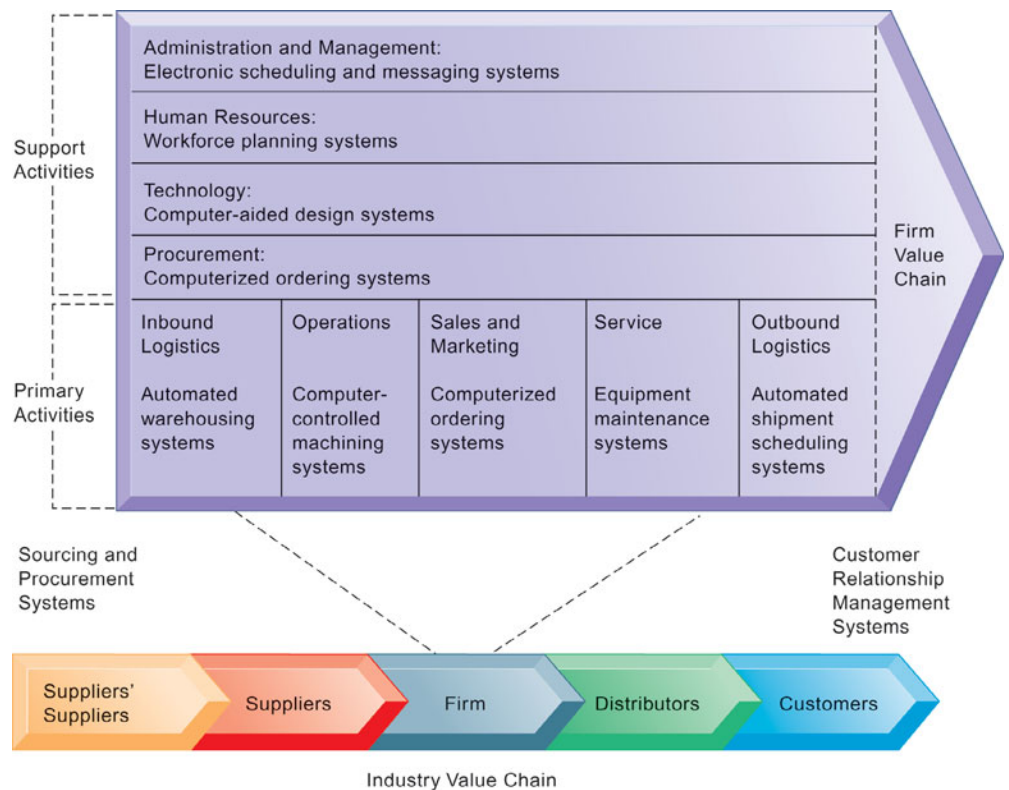 Support
Activities
Administration and Management:
Electronic scheduling and messaging systems
Human Resources:
Workforce planning systems
Technology:
Computer-aided design systems
Procurement:
Computerized ordering systems
Firm
Value
Chain
Primary
Activities
Inbound
Logistics
Automated
warehousing
systems
Operations
Computer-
controlled
machining
systems
Sales and
Marketing
Computerized
ordering
systems
Service
Equipment
maintenance
systems
Outbound
Logistics
Automated
shipment
scheduling
systems
Sourcing and
Procurement
Systems
Customer
Relationship
Management
Systems
Suppliers'
Suppliers
Suppliers
Firm
Distributors
Customers
Industry Value Chain